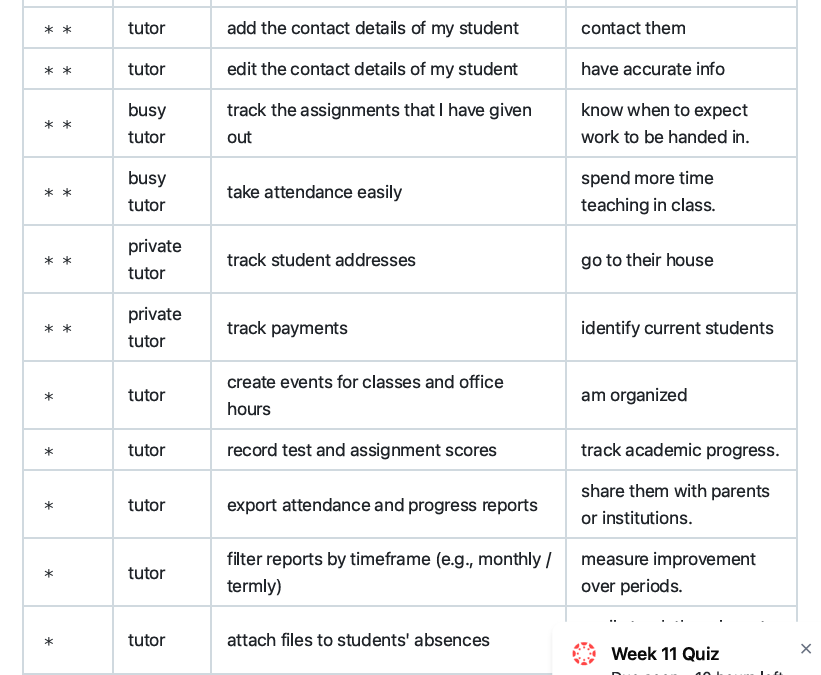 * * tutor add the contact details of my student contact them
* * tutor edit the contact details of my student have accurate info
busy track the assignments that I have given know when to expect
* *
tutor out work to be handed in.
busy spend more time
* * take attendance easily
tutor teaching in class.
private
* * track student addresses go to their house
tutor
private
* * track payments identify current students
tutor
create events for classes and office
* tutor am organized
hours
* tutor record test and assignment scores track academic progress.
share them with parents
* tutor export attendance and progress reports
or institutions.
filter reports by timeframe (e.g., monthly / measure improvement
* tutor
termly) over periods.
* tutor attach files to students' absences
Week 11 Quiz